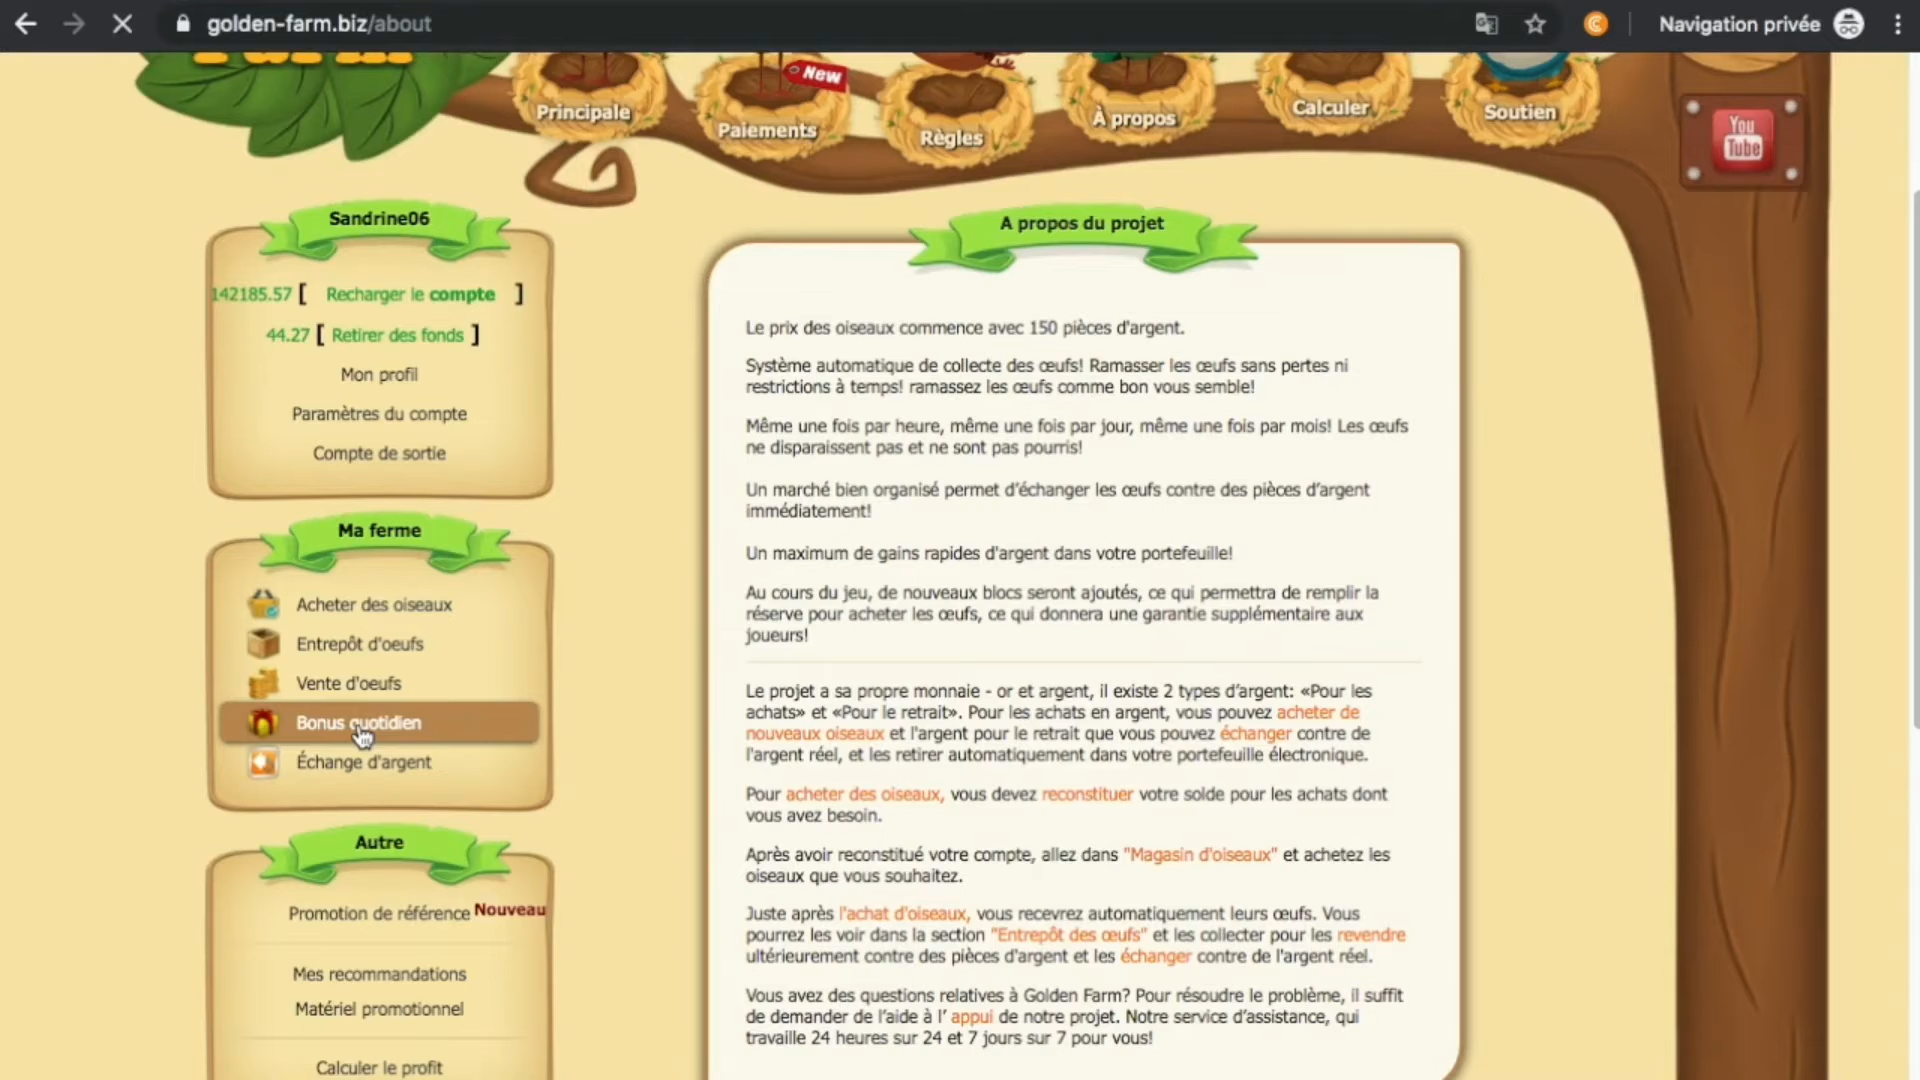 golden-farm.biz/about
Navigation privée
New
Principale
Paiements
Règles
À propos
Calculer
Soutien
You
Tube
Sandrine06
142185.57 [ Recharger le compte ]
44.27 [ Retirer des fonds ]
Mon profil
Paramètres du compte
Compte de sortie
Ma ferme
Acheter des oiseaux
Entrepôt d'oeufs
Vente d'oeufs
Bonus quotidien
Échange d'argent
Autre
Promotion de référence Nouveau
Mes recommandations
Matériel promotionnel
Calculer le profit
A propos du projet
Le prix des oiseaux commence avec 150 pièces d'argent.
Système automatique de collecte des œufs! Ramasser les œufs sans pertes ni
restrictions à temps! ramassez les œufs comme bon vous semble!
Même une fois par heure, même une fois par jour, même une fois par mois! Les œufs
ne disparaissent pas et ne sont pas pourris!
Un marché bien organisé permet d’échanger les œufs contre des pièces d’argent
immédiatement!
Un maximum de gains rapides d'argent dans votre portefeuille!
Au cours du jeu, de nouveaux blocs seront ajoutés, ce qui permettra de remplir la
réserve pour acheter les œufs, ce qui donnera une garantie supplémentaire aux
joueurs!
Le projet a sa propre monnaie - or et argent, il existe 2 types d’argent: «Pour les
achats» et «Pour le retrait». Pour les achats en argent, vous pouvez acheter de
nouveaux oiseaux et l'argent pour le retrait que vous pouvez échanger contre de
l'argent réel, et les retirer automatiquement dans votre portefeuille électronique.
Pour acheter des oiseaux, vous devez reconstituer votre solde pour les achats dont
vous avez besoin.
Après avoir reconstitué votre compte, allez dans "Magasin d'oiseaux" et achetez les
oiseaux que vous souhaitez.
Juste après l'achat d'oiseaux, vous recevrez automatiquement leurs œufs. Vous
pourrez les voir dans la section "Entrepôt des œufs" et les collecter pour les revendre
ultérieurement contre des pièces d'argent et les échanger contre de l'argent réel.
Vous avez des questions relatives à Golden Farm? Pour résoudre le problème, il suffit
de demander de l’aide à l’ appui de notre projet. Notre service d’assistance, qui
travaille 24 heures sur 24 et 7 jours sur 7 pour vous!